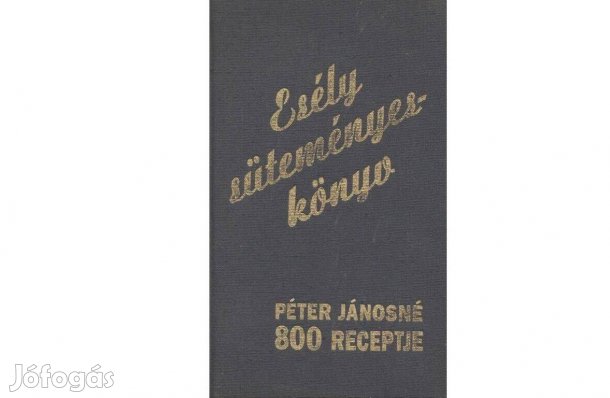 Esély
süteményes-
könyv
PÉTER JÁNOSNÉ
800 RECEPTJE
Jófogás